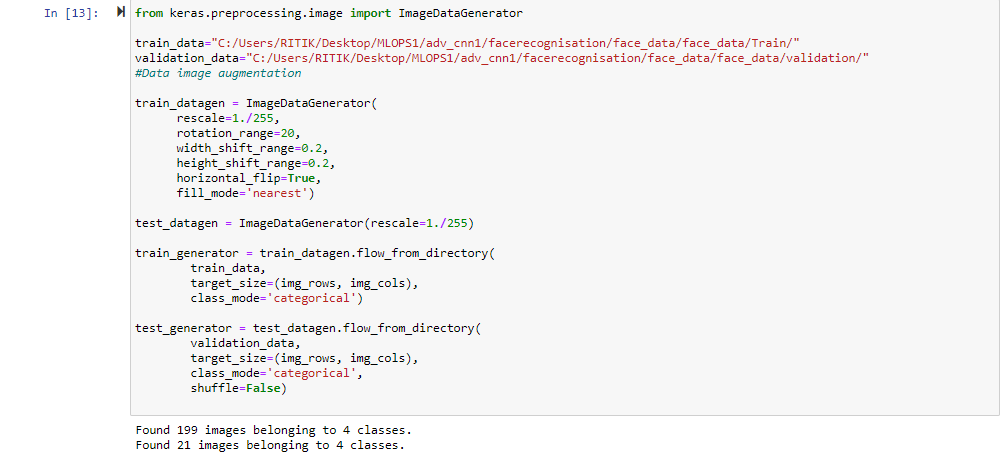 In [13]: from keras.preprocessing.image import ImageDataGenerator
train_data="C:/Users/RITIK/Desktop/MLOPS1/adv_cnn1/facerecognisation/face_data/face_data/Train/"
validation_data="C:/Users/RITIK/Desktop/MLOPS1/adv_cnn1/facerecognisation/face_data/face_data/validation/"
#Data image augmentation
train_datagen = ImageDataGenerator(
rescale=1./255,
rotation_range=20,
width_shift_range=0.2,
height_shift_range=0.2,
horizontal_flip=True,
fill_mode='nearest')
test_datagen = ImageDataGenerator(rescale=1./255)
train_generator = train_datagen.flow_from_directory(
train_data,
target_size=(img_rows, img_cols),
class_mode='categorical')
test_generator = test_datagen.flow_from_directory(
validation_data,
target_size=(img_rows, img_cols),
class_mode='categorical',
shuffle=False)
Found 199 images belonging to 4 classes.
Found 21 images belonging to 4 classes.